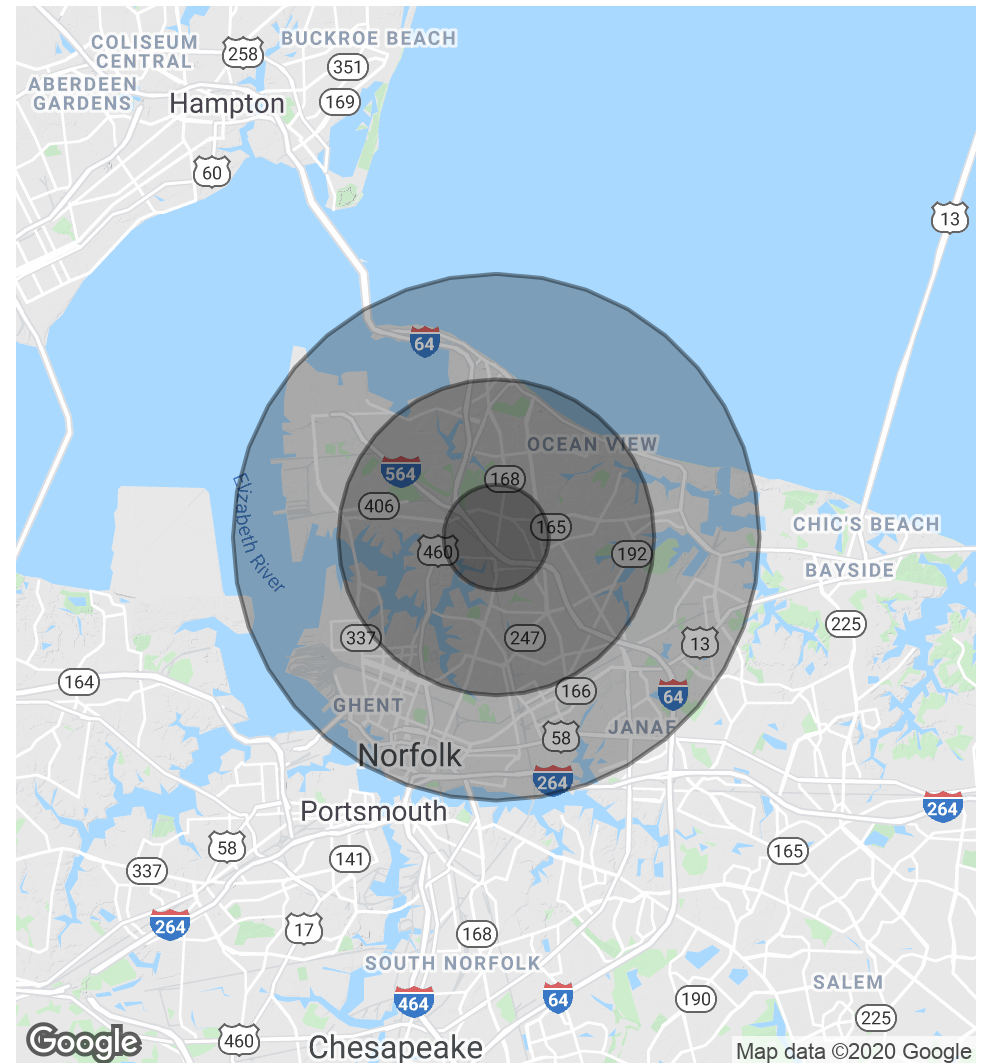 COLISEUM
CENTRAL
258
BUCKROE BEACH
351
ABERDEEN
GARDENS
Hampton
169
60
13
64
OCEAN VIEW
564
168
406
Elizabeth River
165
460
192
CHIC'S BEACH
BAYSIDE
337
247
13
225
164
166
64
GHENT
58
JANAF
Norfolk
264
Portsmouth
264
58
141
165
337
264
17
168
SOUTH NORFOLK
464
64
190
SALEM
225
Google
460
Chesapeake
Map data ©2020 Google